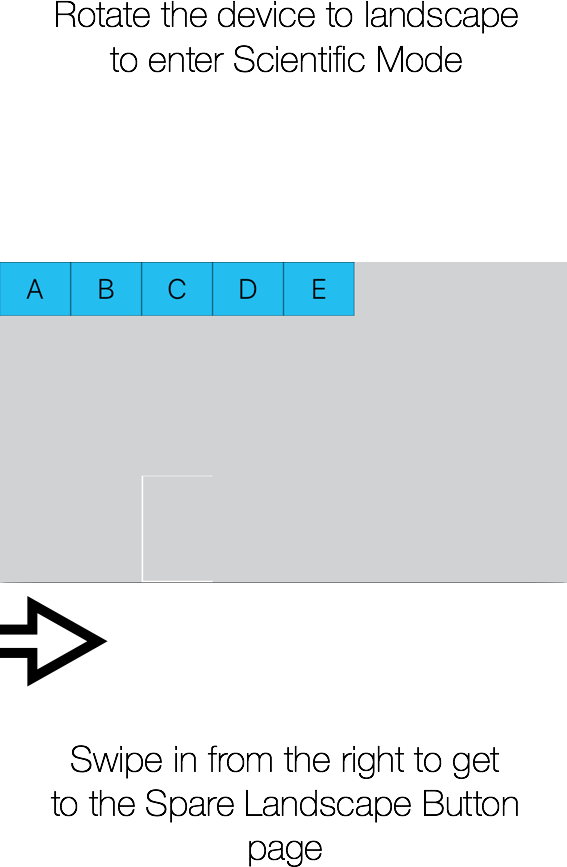 Rotate the device to landscape
to enter Scientific Mode
A B C D E
Swipe in from the right to get
to the Spare Landscape Button
page